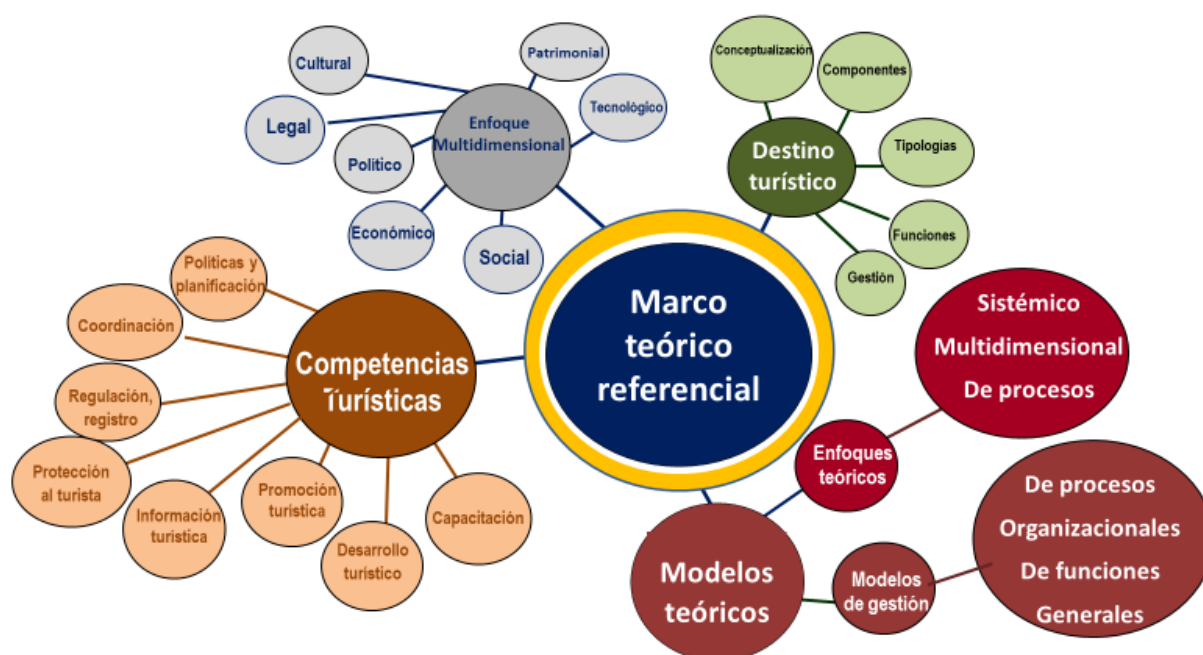 Cultural
Patrimonial
Legal
Enfoque
Multidimensional
Tecnológico
Político
Económico
Social
Conceptualización
Componentes
Destino
turístico
Tipologías
Funciones
Gestión
Marco
teórico
referencial
Políticas y
planificación
Coordinación
Competencias
Turísticas
Regulación,
registro
Protección
al turista
Información
turística
Promoción
turística
Desarrollo
turístico
Capacitación
Sistémico
Multidimensional
De procesos
Enfoques
teóricos
Modelos
teóricos
Modelos
de gestión
De procesos
Organizacionales
De funciones
Generales